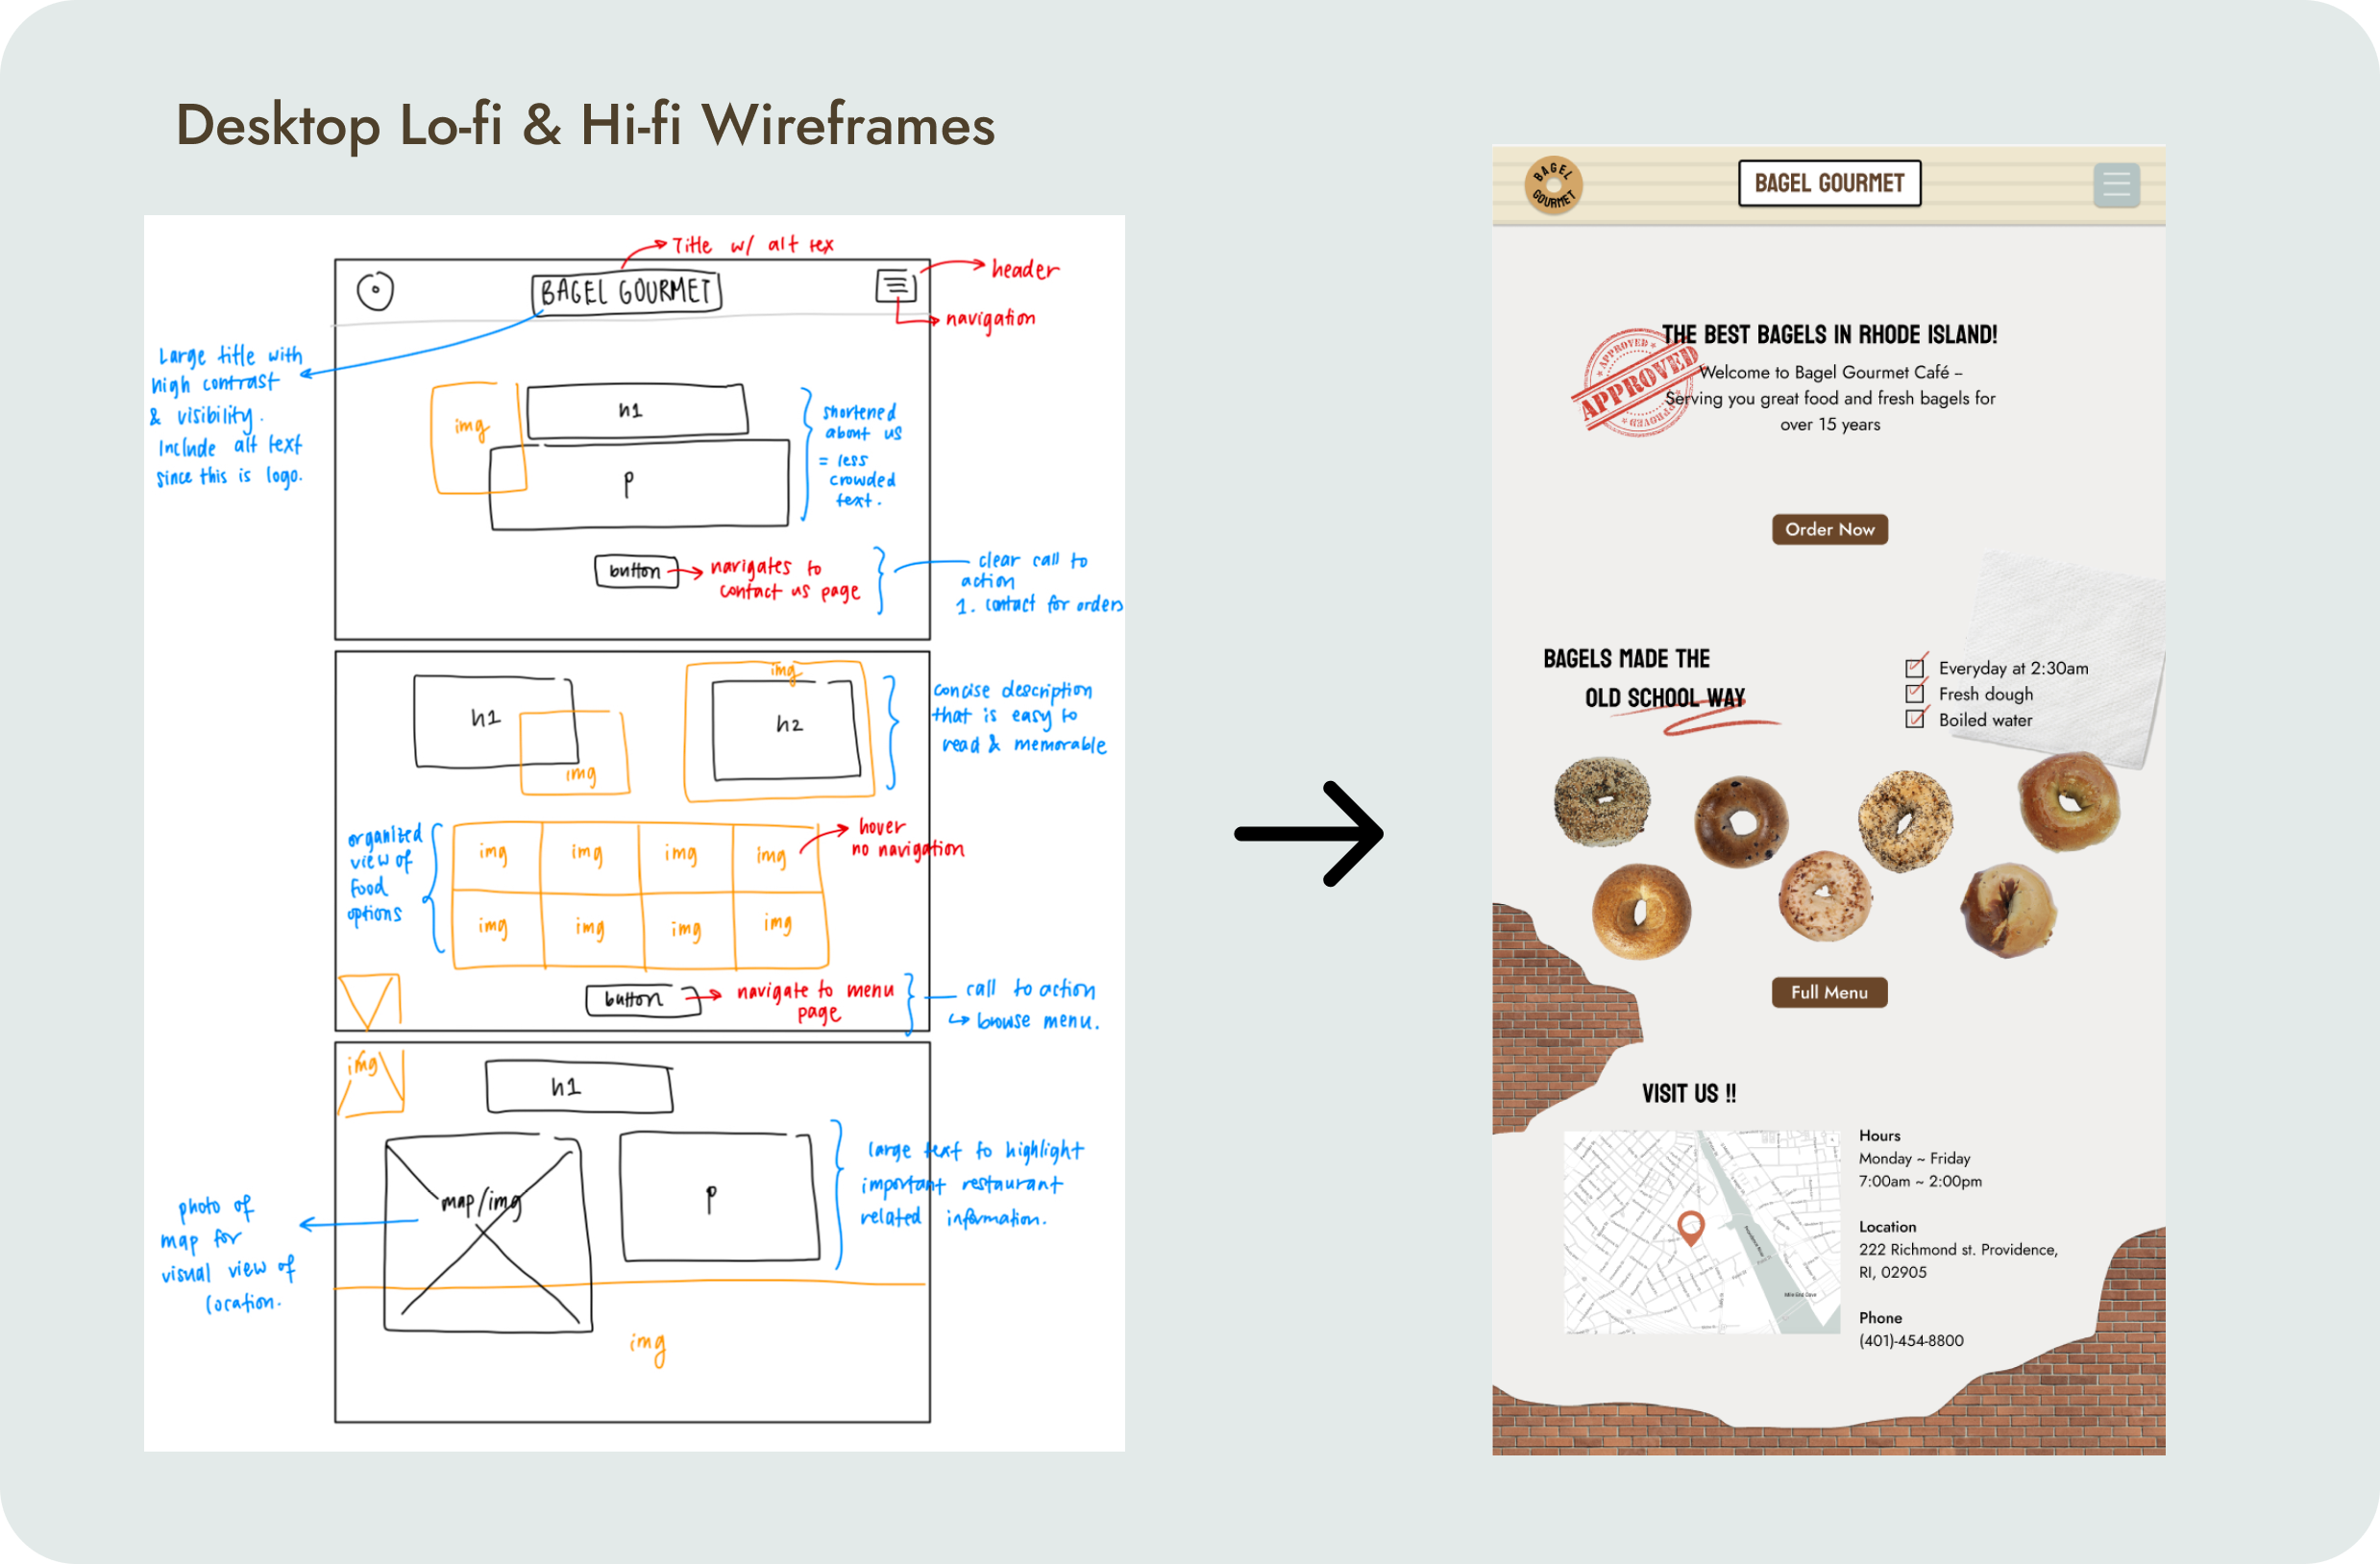 Desktop Lo-fi & Hi-fi Wireframes
Title w/ alt tex
header
BAGEL GOURMET
navigation
Large title with
high contrast
& visibility.
Include alt text
since this is logo.
img
h1
p
shortened
about us
= less
crowded
text.
button
navigates to
contact us page
clear call to
action
1. contact for orders
h1
img
img
h2
concise description
that is easy to
read & memorable
organized
view of
food
options
img
img
img
img
img
img
img
img
hover
no navigation
button
navigate to menu
page
call to action
browse menu.
img
h1
map/img
p
large text to highlight
important restaurant
related information.
photo of
map for
visual view of
location.
img
BAGEL
GOURMET
BAGEL GOURMET
APPROVED
APPROVED
APPROVED
THE BEST BAGELS IN RHODE ISLAND!
Welcome to Bagel Gourmet Café –
Serving you great food and fresh bagels for
over 15 years
Order Now
BAGELS MADE THE
OLD SCHOOL WAY
Everyday at 2:30am
Fresh dough
Boiled water
Full Menu
VISIT US !!
Hours
Monday ~ Friday
7:00am ~ 2:00pm
Location
222 Richmond st. Providence,
RI, 02905
Phone
(401)-454-8800